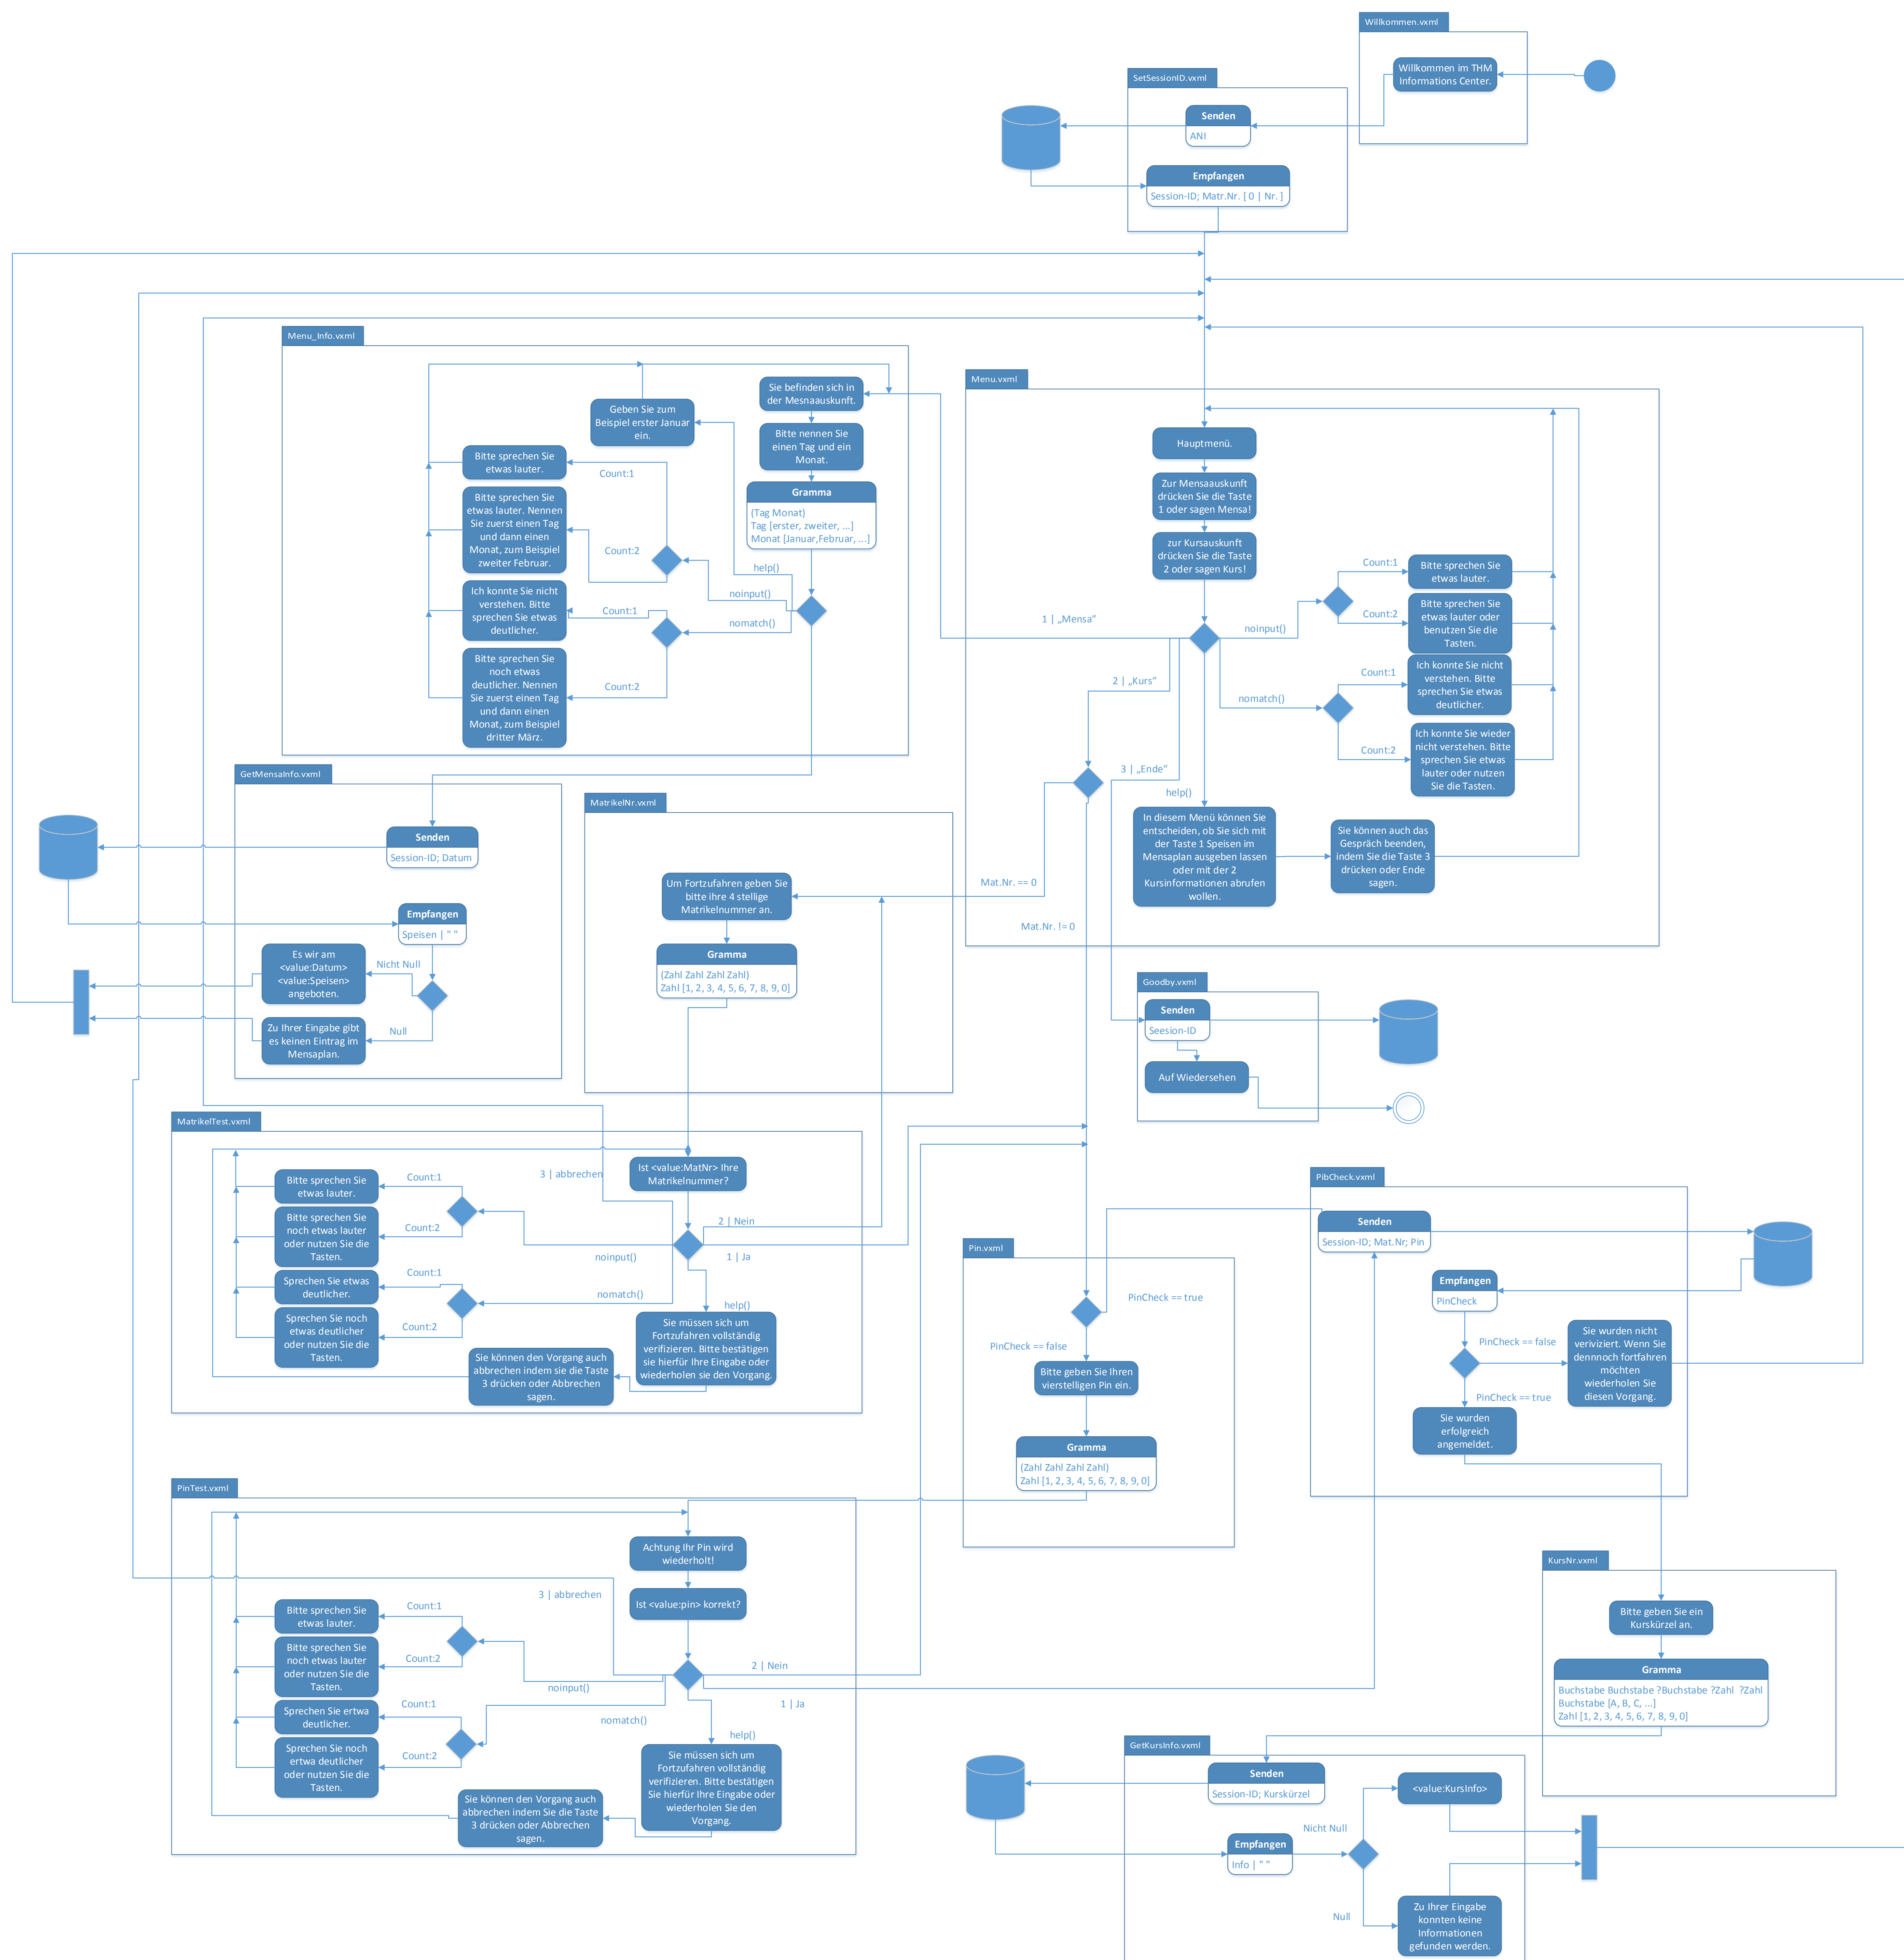 Willkommen.vxml
Willkommen im THM
Informations Center.
SetSessionID.vxml
Senden
ANI
Empfangen
Session-ID; Matr.Nr. [ 0 | Nr. ]
Menu_Info.vxml
Sie befinden sich in
der Mesnaauskunft.
Bitte nennen Sie
einen Tag und ein
Monat.
Gramma
(Tag Monat)
Tag [erster, zweiter, ...]
Monat [Januar,Februar, ...]
Geben Sie zum
Beispiel erster Januar
ein.
Bitte sprechen Sie
etwas lauter.
Count:1
Bitte sprechen Sie
etwas lauter. Nennen
Sie zuerst einen Tag
und dann einen
Monat, zum Beispiel
zweiter Februar.
Count:2
help()
noinput()
Ich konnte Sie nicht
verstehen. Bitte
sprechen Sie etwas
deutlicher.
Count:1
nomatch()
Bitte sprechen Sie
noch etwas
deutlicher. Nennen
Sie zuerst einen Tag
und dann einen
Monat, zum Beispiel
dritter März.
Count:2
Menu.vxml
Hauptmenü.
Zur Mensaauskunft
drücken Sie die Taste
1 oder sagen Mensa!
zur Kursauskunft
drücken Sie die Taste
2 oder sagen Kurs!
1 | „Mensa“
2 | „Kurs“
3 | „Ende“
help()
noinput()
nomatch()
Count:1
Bitte sprechen Sie
etwas lauter.
Count:2
Bitte sprechen Sie
etwas lauter oder
benutzen Sie die
Tasten.
Count:1
Ich konnte Sie nicht
verstehen. Bitte
sprechen Sie etwas
deutlicher.
Count:2
Ich konnte Sie wieder
nicht verstehen. Bitte
sprechen Sie etwas
lauter oder nutzen
Sie die Tasten.
In diesem Menü können Sie
entscheiden, ob Sie sich mit
der Taste 1 Speisen im
Mensaplan ausgeben lassen
oder mit der 2
Kursinformationen abrufen
wollen.
Sie können auch das
Gespräch beenden,
indem Sie die Taste 3
drücken oder Ende
sagen.
Mat.Nr. == 0
Mat.Nr. != 0
GetMensaInfo.vxml
Senden
Session-ID; Datum
Empfangen
Speisen | " "
Nicht Null
Es wir am
<value:Datum>
<value:Speisen>
angeboten.
Null
Zu Ihrer Eingabe gibt
es keinen Eintrag im
Mensaplan.
MatrikelNr.vxml
Um Fortzufahren geben Sie
bitte ihre 4 stellige
Matrikelnummer an.
Gramma
(Zahl Zahl Zahl Zahl)
Zahl [1, 2, 3, 4, 5, 6, 7, 8, 9, 0]
Goodby.vxml
Senden
Seesion-ID
Auf Wiedersehen
MatrikelTest.vxml
Ist <value:MatNr> Ihre
Matrikelnummer?
3 | abbrechen
2 | Nein
1 | Ja
noinput()
nomatch()
help()
Count:1
Bitte sprechen Sie
etwas lauter.
Count:2
Bitte sprechen Sie
noch etwas lauter
oder nutzen Sie die
Tasten.
Count:1
Sprechen Sie etwas
deutlicher.
Count:2
Sprechen Sie noch
etwas deutlicher
oder nutzen Sie die
Tasten.
Sie müssen sich um
Fortzufahren vollständig
verifizieren. Bitte bestätigen
sie hierfür Ihre Eingabe oder
wiederholen sie den Vorgang.
Sie können den Vorgang auch
abbrechen indem sie die Taste
3 drücken oder Abbrechen
sagen.
PibCheck.vxml
Senden
Session-ID; Mat.Nr; Pin
Empfangen
PinCheck
PinCheck == false
Sie wurden nicht
veriviziert. Wenn Sie
dennnoch fortfahren
möchten
wiederholen Sie
diesen Vorgang.
PinCheck == true
Sie wurden
erfolgreich
angemeldet.
Pin.vxml
PinCheck == true
PinCheck == false
Bitte geben Sie Ihren
vierstelligen Pin ein.
Gramma
(Zahl Zahl Zahl Zahl)
Zahl [1, 2, 3, 4, 5, 6, 7, 8, 9, 0]
PinTest.vxml
Achtung Ihr Pin wird
wiederholt!
Ist <value:pin> korrekt?
3 | abbrechen
2 | Nein
1 | Ja
noinput()
nomatch()
help()
Count:1
Bitte sprechen Sie
etwas lauter.
Count:2
Bitte sprechen Sie
noch etwas lauter
oder nutzen Sie die
Tasten.
Count:1
Sprechen Sie ertwa
deutlicher.
Count:2
Sprechen Sie noch
ertwa deutlicher
oder nutzen Sie die
Tasten.
Sie müssen sich um
Fortzufahren vollständig
verifizieren. Bitte bestätigen
Sie hierfür Ihre Eingabe oder
wiederholen Sie den
Vorgang.
Sie können den Vorgang auch
abbrechen indem Sie die Taste
3 drücken oder Abbrechen
sagen.
KursNr.vxml
Bitte geben Sie ein
Kurskürzel an.
Gramma
Buchstabe Buchstabe ?Buchstabe ?Zahl ?Zahl
Buchstabe [A, B, C, ...]
Zahl [1, 2, 3, 4, 5, 6, 7, 8, 9, 0]
GetKursInfo.vxml
Senden
Session-ID; Kurskürzel
Empfangen
Info | " "
Nicht Null
<value:KursInfo>
Null
Zu Ihrer Eingabe
konnten keine
Informationen
gefunden werden.